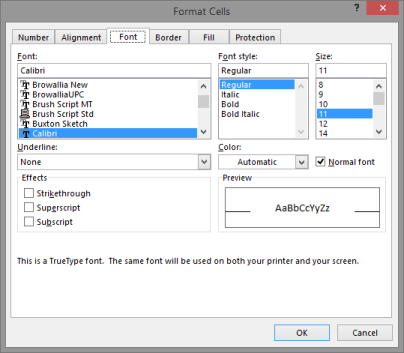 Format Cells
?
Number Alignment Font Border Fill Protection
Font: Font style: Size:
Calibri Regular 11
Browallia New Regular 8
BrowalliaUPC Italic 9
Brush Script MT Bold 10
Brush Script Std Bold Italic 11
Buxton Sketch 12
Calibri 14
Underline: Color:
None Automatic Normal font
Effects Preview
Strikethrough
Superscript AaBbCcYyZz
Subscript
This is a TrueType font. The same font will be used on both your printer and your screen.
OK Cancel